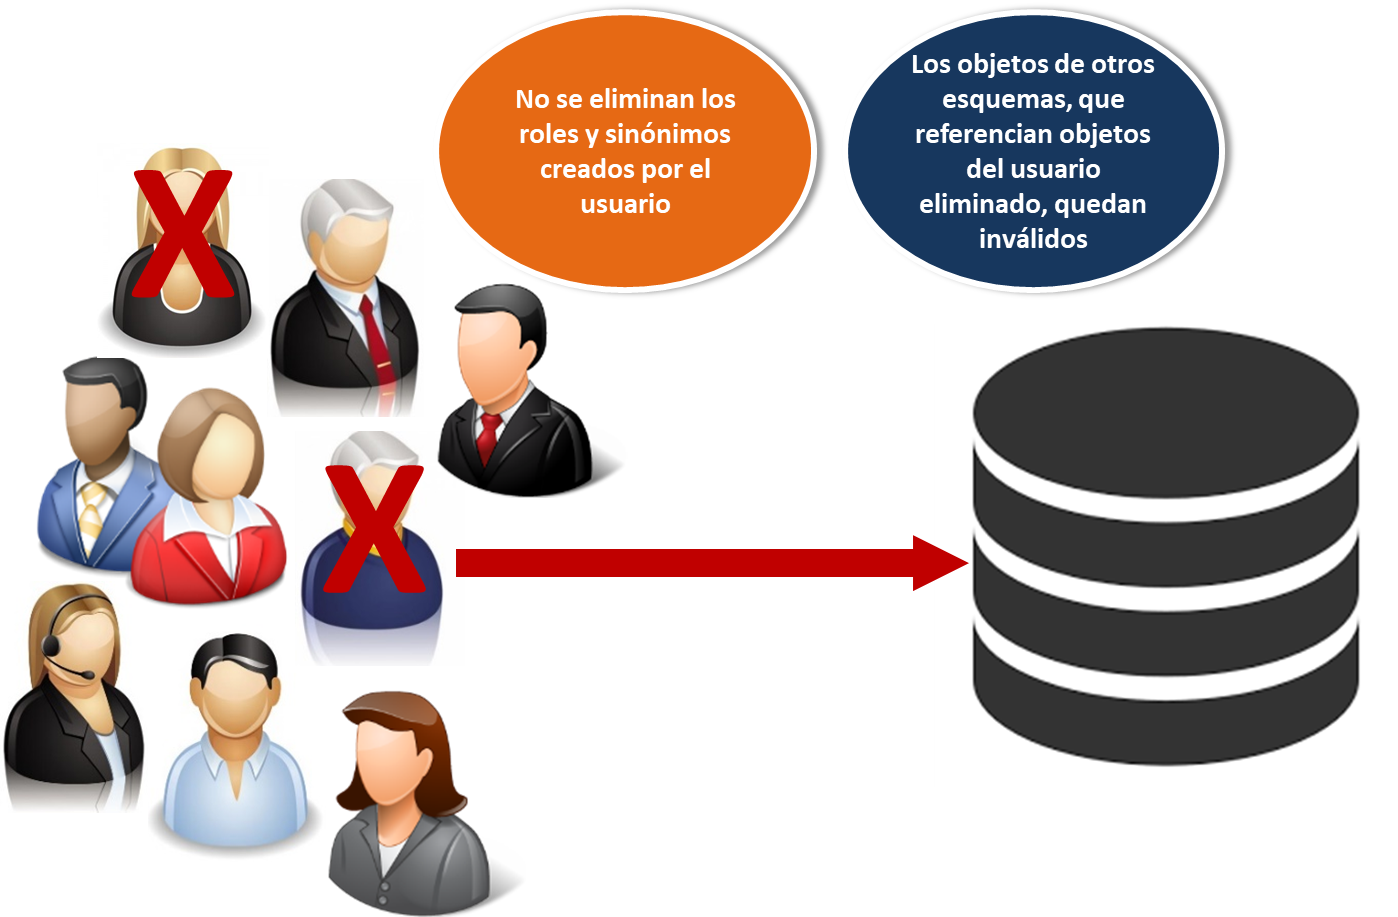 No se eliminan los
roles y sinónimos
creados por el
usuario
Los objetos de otros
esquemas, que
referencian objetos
del usuario
eliminado, quedan
inválidos
X
X